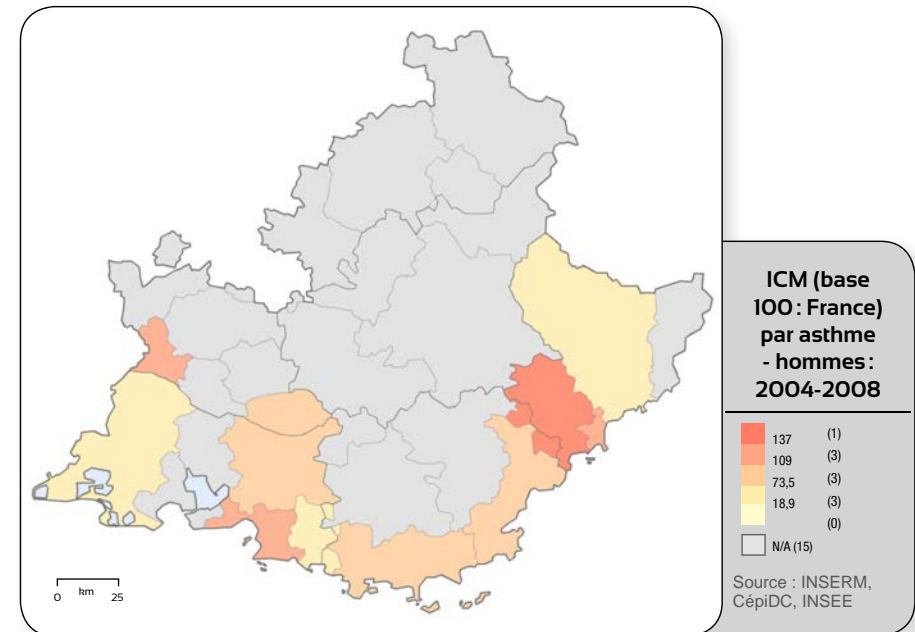 ICM (base
100 : France)
par asthme
- hommes :
2004-2008
137 (1)
109 (3)
73,5 (3)
18,9 (3)
(0)
N/A (15)
Source : INSERM,
CépiDC, INSEE
0 km 25